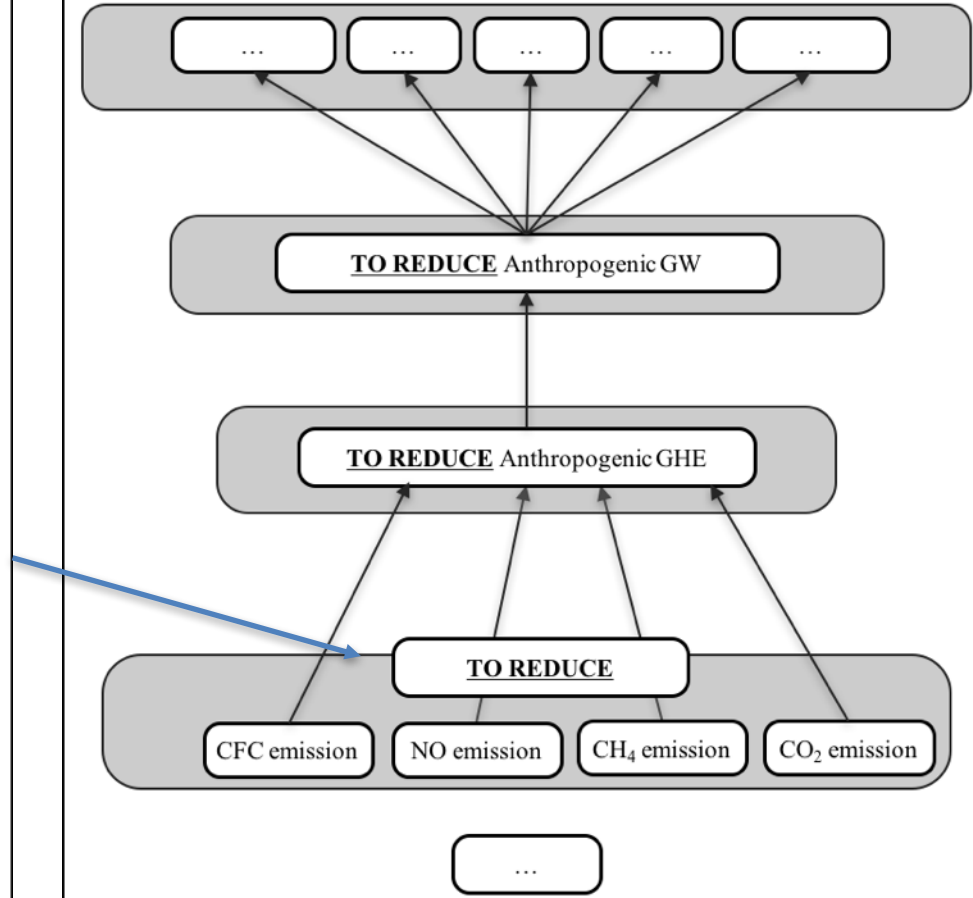 … … … … …
TO REDUCE Anthropogenic GW
TO REDUCE Anthropogenic GHE
TO REDUCE
CFC emission NO emission CH₄ emission CO₂ emission
…